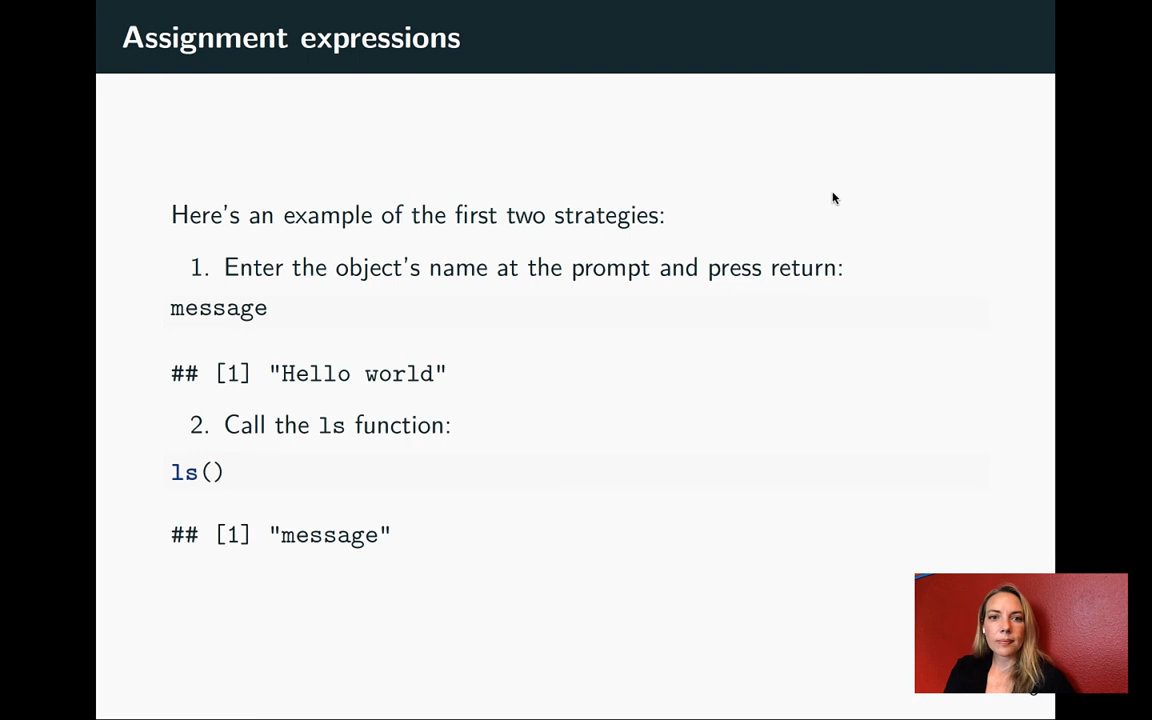 Assignment expressions
Here's an example of the first two strategies:
1. Enter the object's name at the prompt and press return:
message
## [1] "Hello world"
2. Call the ls function:
ls()
## [1] "message"